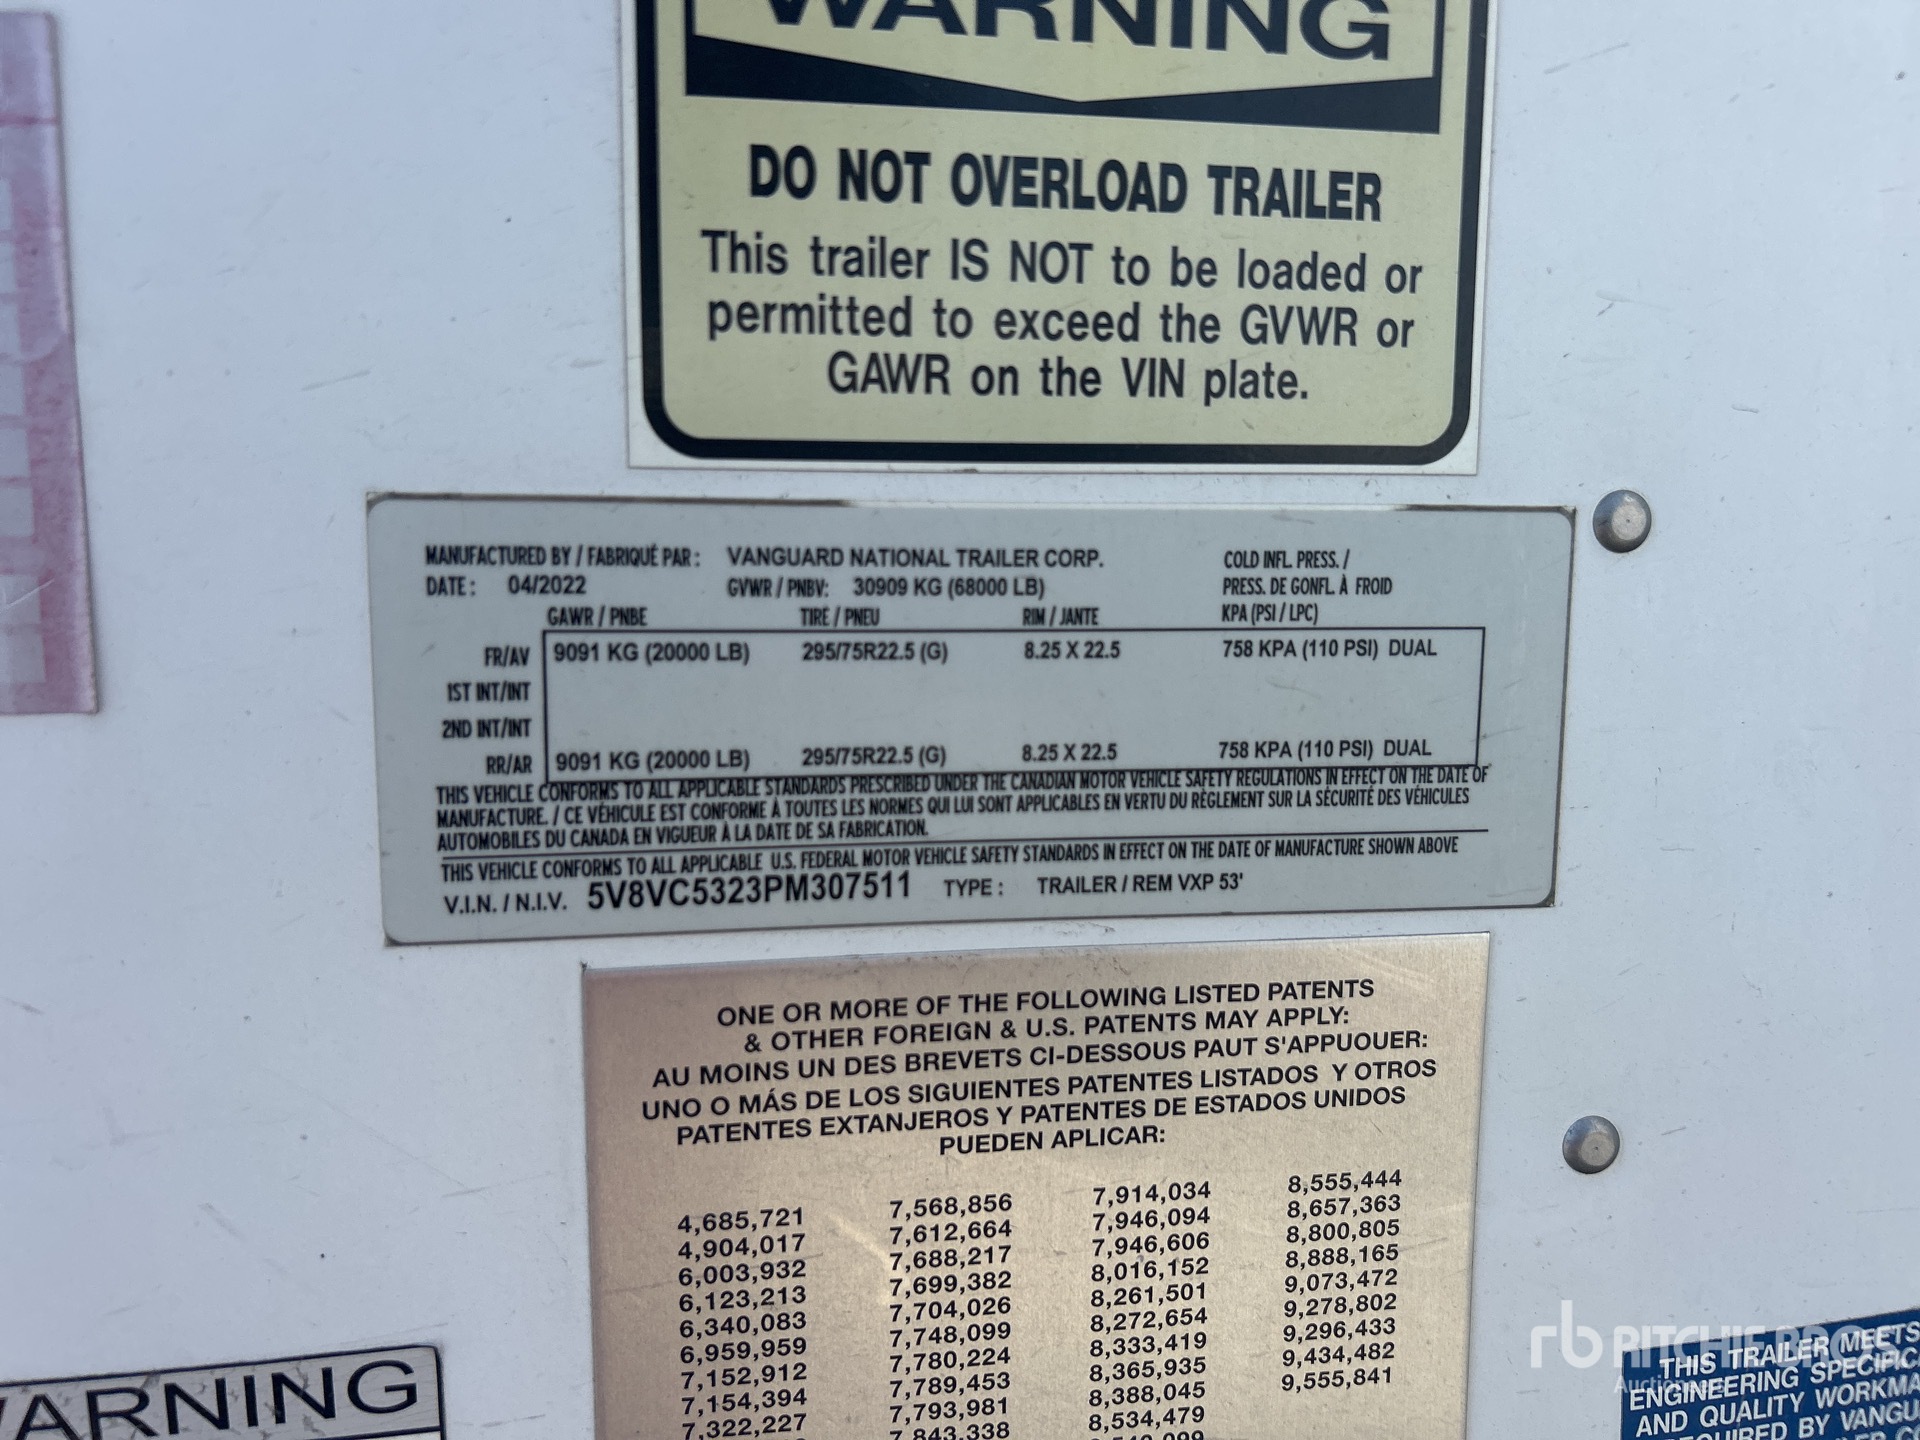 WARNING
DO NOT OVERLOAD TRAILER
This trailer IS NOT to be loaded or
permitted to exceed the GVWR or
GAWR on the VIN plate.
MANUFACTURED BY / FABRIQUÉ PAR : VANGUARD NATIONAL TRAILER CORP. COLD INFL. PRESS. /
DATE : 04/2022 GVWR / PNBV: 30909 KG (68000 LB) PRESS. DE GONFL. À FROID
GAWR / PNBE TIRE / PNEU RIM / JANTE KPA (PSI / LPC)
FR/AV 9091 KG (20000 LB) 295/75R22.5 (G) 8.25 X 22.5 758 KPA (110 PSI) DUAL
1ST INT/INT
2ND INT/INT
RR/AR 9091 KG (20000 LB) 295/75R22.5 (G) 8.25 X 22.5 758 KPA (110 PSI) DUAL
THIS VEHICLE CONFORMS TO ALL APPLICABLE STANDARDS PRESCRIBED UNDER THE CANADIAN MOTOR VEHICLE SAFETY REGULATIONS IN EFFECT ON THE DATE OF
MANUFACTURE. / CE VÉHICULE EST CONFORME À TOUTES LES NORMES QUI LUI SONT APPLICABLES EN VERTU DU RÈGLEMENT SUR LA SÉCURITÉ DES VÉHICULES
AUTOMOBILES DU CANADA EN VIGUEUR À LA DATE DE SA FABRICATION.
THIS VEHICLE CONFORMS TO ALL APPLICABLE U.S. FEDERAL MOTOR VEHICLE SAFETY STANDARDS IN EFFECT ON THE DATE OF MANUFACTURE SHOWN ABOVE
V.I.N. / N.I.V. 5V8VC5323PM307511 TYPE : TRAILER / REM VXP 53'
ONE OR MORE OF THE FOLLOWING LISTED PATENTS
& OTHER FOREIGN & U.S. PATENTS MAY APPLY:
AU MOINS UN DES BREVETS CI-DESSOUS PAUT S'APPUOUER:
UNO O MÁS DE LOS SIGUIENTES PATENTES LISTADOS Y OTROS
PATENTES EXTANJEROS Y PATENTES DE ESTADOS UNIDOS
PUEDEN APLICAR:
4,685,721 7,568,856 7,914,034 8,555,444
4,904,017 7,612,664 7,946,094 8,657,363
6,003,932 7,688,217 7,946,606 8,800,805
6,123,213 7,699,382 8,016,152 8,888,165
6,340,083 7,704,026 8,261,501 9,073,472
6,959,959 7,748,099 8,272,654 9,278,802
7,152,912 7,780,224 8,333,419 9,296,433
7,154,394 7,789,453 8,365,935 9,434,482
7,322,227 7,793,981 8,388,045 9,555,841
7,843,338 8,534,479
WARNING
THIS TRAILER MEETS
ENGINEERING SPECIFIC
AND QUALITY WORKMA
REQUIRED BY VANGU
rb RITCHIE BROS